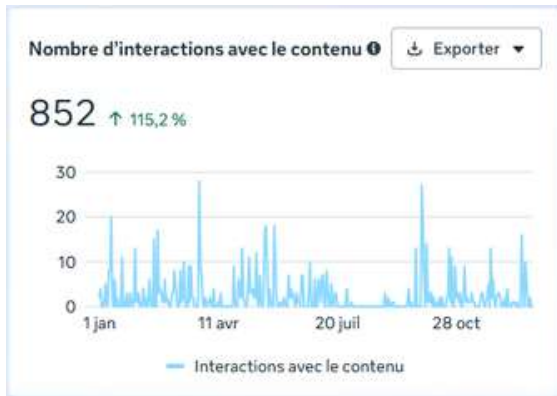 Nombre d'interactions avec le contenu
Exporter
852 ↑ 115,2 %
30
20
10
0
1 jan 11 avr 20 juil 28 oct
Interactions avec le contenu